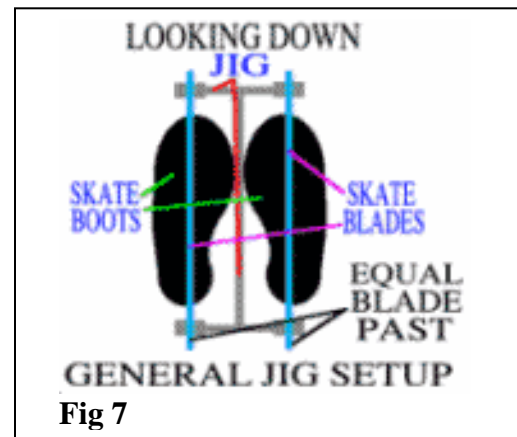 LOOKING DOWN
JIG
SKATE
BOOTS
SKATE
BLADES
EQUAL
BLADE
PAST
GENERAL JIG SETUP
Fig 7